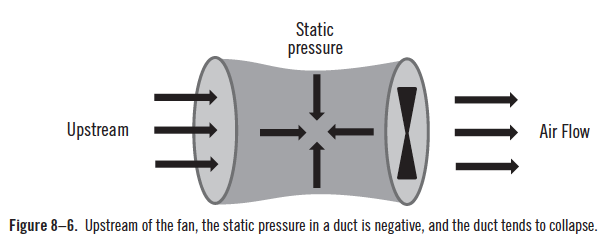 Static
pressure
Upstream
Air Flow
Figure 8–6. Upstream of the fan, the static pressure in a duct is negative, and the duct tends to collapse.